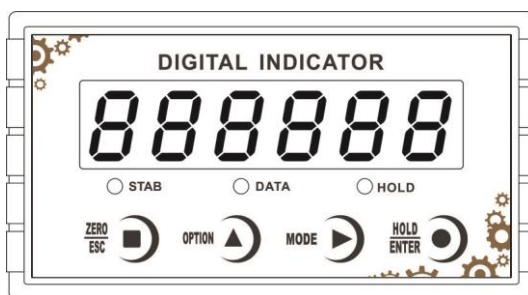 DIGITAL INDICATOR
888888
STAB DATA HOLD
ZERO
ESC OPTION MODE HOLD
ENTER